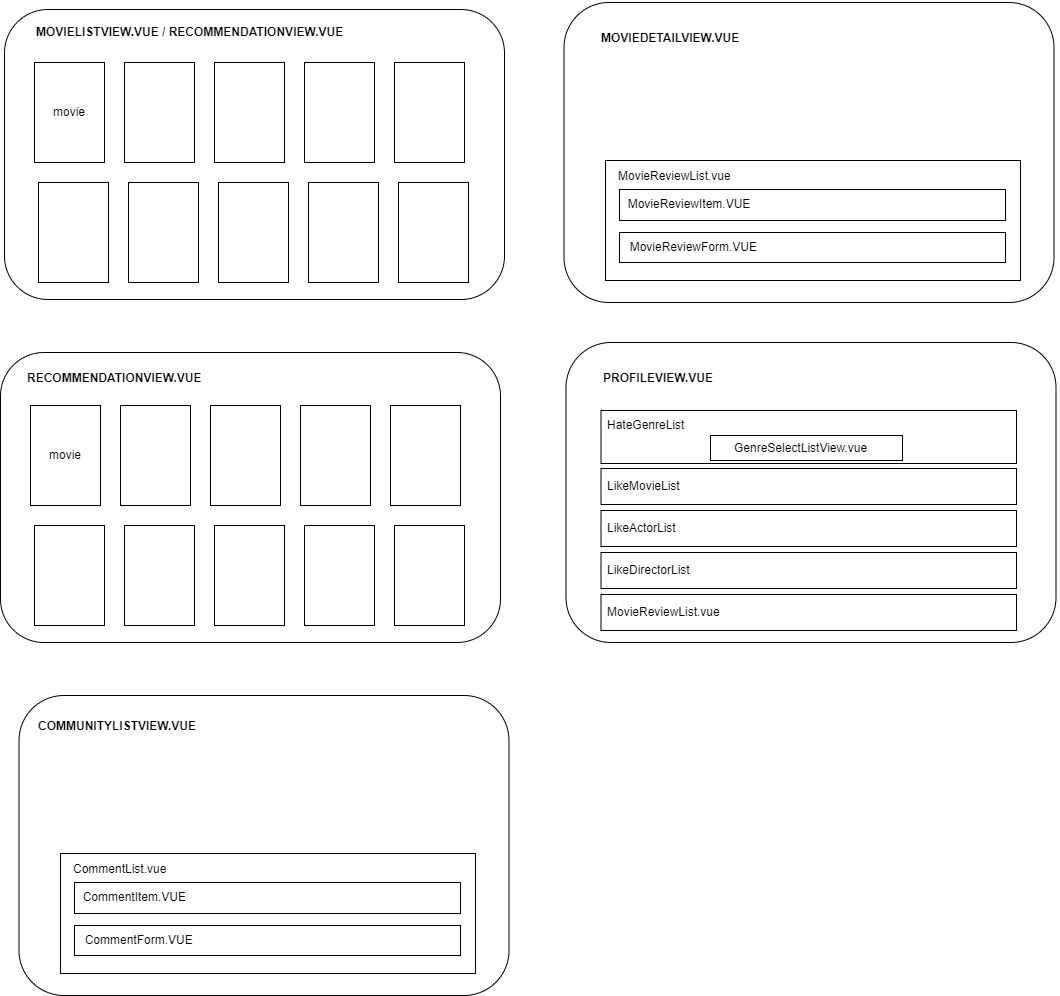 MOVIELISTVIEW.VUE / RECOMMENDATIONVIEW.VUE
movie
MOVIEDETAILVIEW.VUE
MovieReviewList.vue
MovieReviewItem.VUE
MovieReviewForm.VUE
RECOMMENDATIONVIEW.VUE
movie
PROFILEVIEW.VUE
HateGenreList
GenreSelectListView.vue
LikeMovieList
LikeActorList
LikeDirectorList
MovieReviewList.vue
COMMUNITYLISTVIEW.VUE
CommentList.vue
CommentItem.VUE
CommentForm.VUE